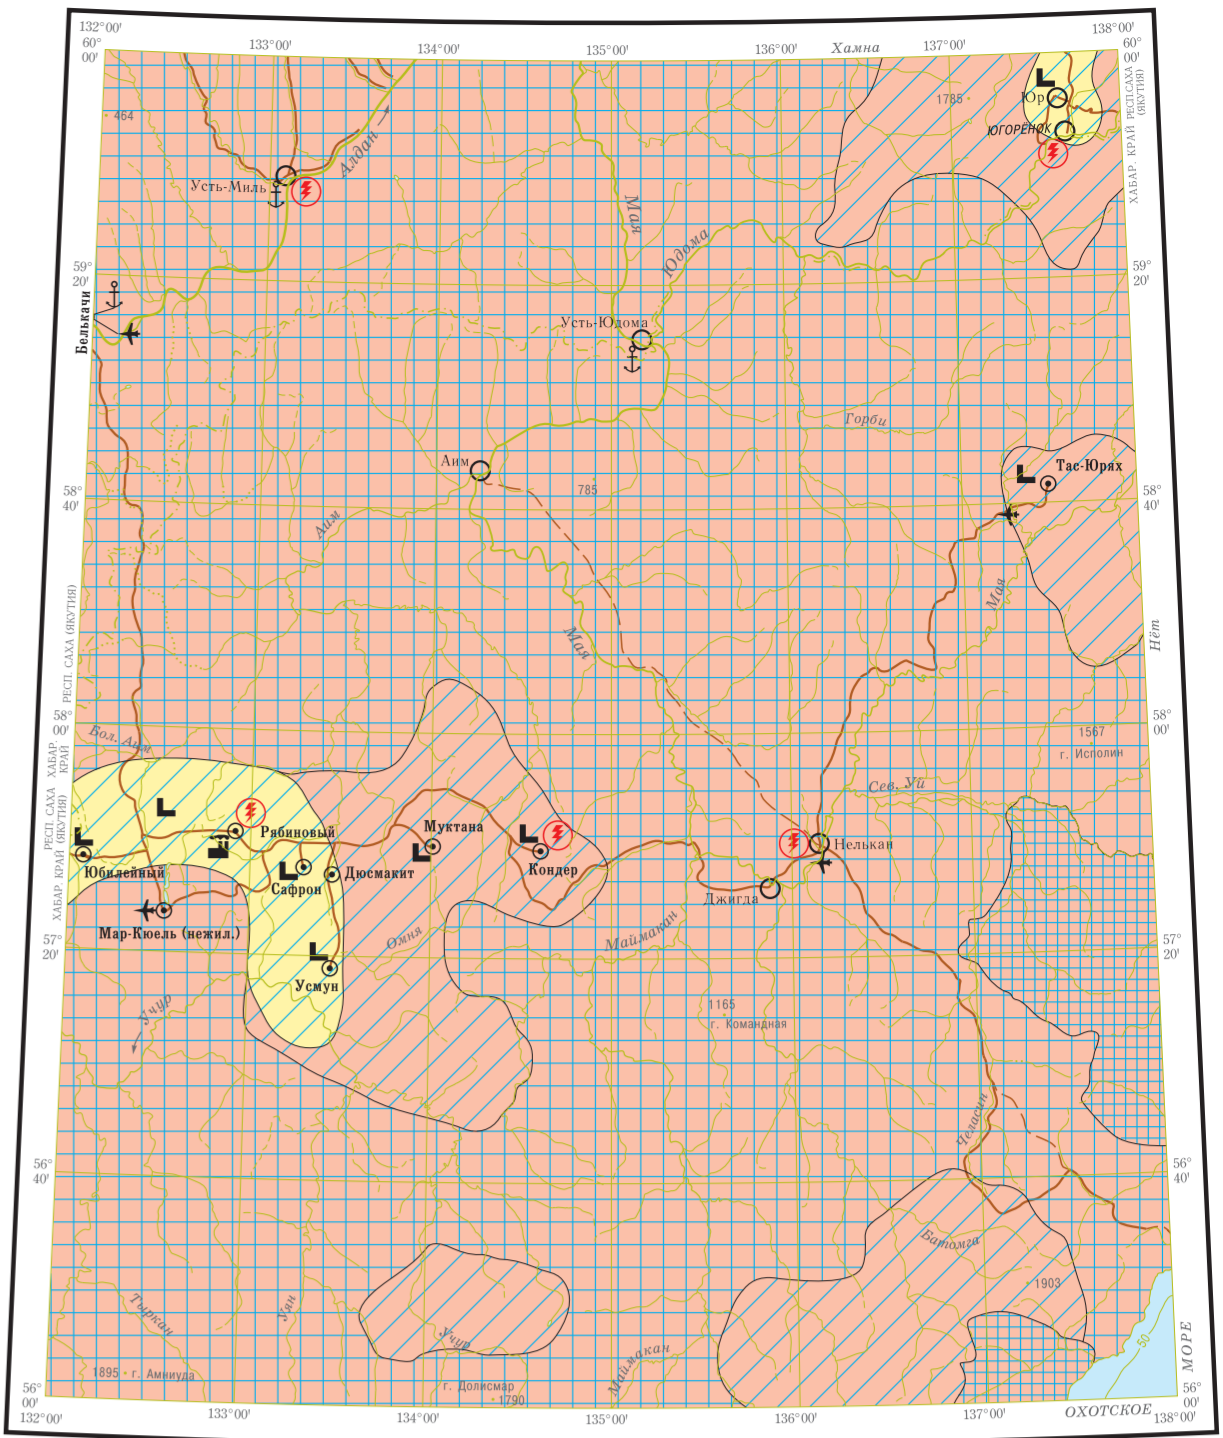 132°00'
60°
00'
133°00'
134°00'
135°00'
136°00'
Хамна
137°00'
138°00'
60°
00'
РЕСП.САХА
(ЯКУТИЯ)
ХАБАР. КРАЙ
464
1785
Юр
ЮГОРЁНОК
Алдан
Усть-Миль
Мая
Юдома
59°
20'
59°
20'
Белькачи
Усть-Юдома
Горби
Аим
785
Тас-Юрях
58°
40'
58°
40'
Аим
Мая
Мая
Нёт
РЕСП. САХА (ЯКУТИЯ)
ХАБАР.
КРАЙ
58°
00'
58°
00'
Бол. Аим
1567
г. Исполин
Сев. Уй
РЕСП. САХА
(ЯКУТИЯ)
ХАБАР. КРАЙ
Рябиновый
Муктана
Нелькан
Юбилейный
Сафрон
Дюсмакит
Кондер
Джигда
Мар-Кюель (нежил.)
Омня
Маймакан
57°
20'
57°
20'
Усмун
Учур
1165
г. Командная
Челасин
56°
40'
56°
40'
Батомга
1903
Тыркан
Уян
Учур
Маймакан
50
МОРЕ
1895
г. Амниуда
г. Долисмар
1790
56°
00'
56°
00'
132°00'
133°00'
134°00'
135°00'
136°00'
137°00'
ОХОТСКОЕ
138°00'